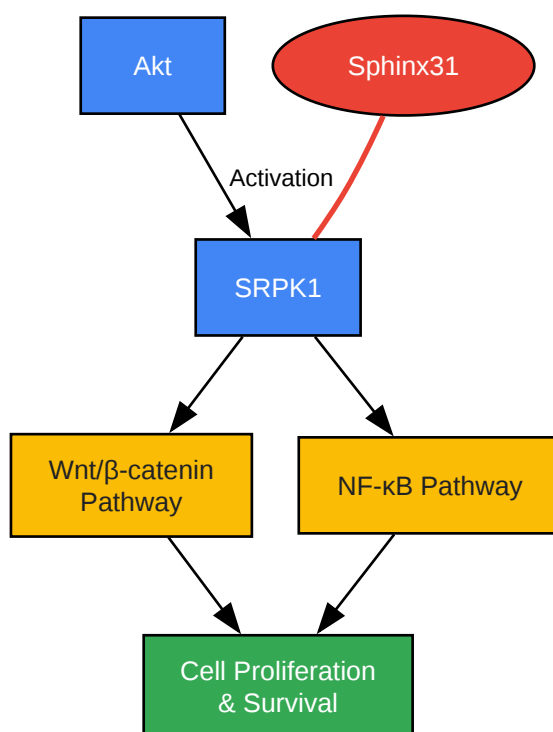 Akt
Sphinx31
Activation
SRPK1
Wnt/β-catenin
Pathway
NF-κB Pathway
Cell Proliferation
& Survival